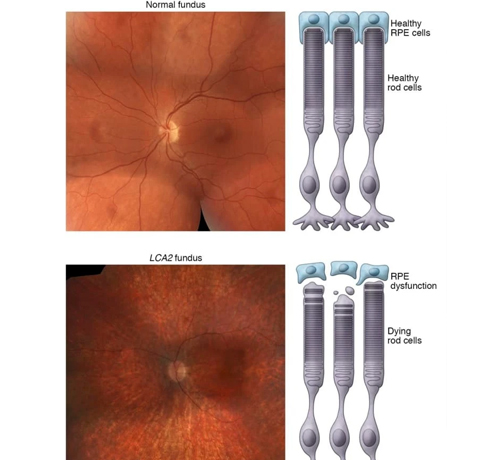 Normal fundus
Healthy
RPE cells
Healthy
rod cells
LCA2 fundus
RPE
dysfunction
Dying
rod cells